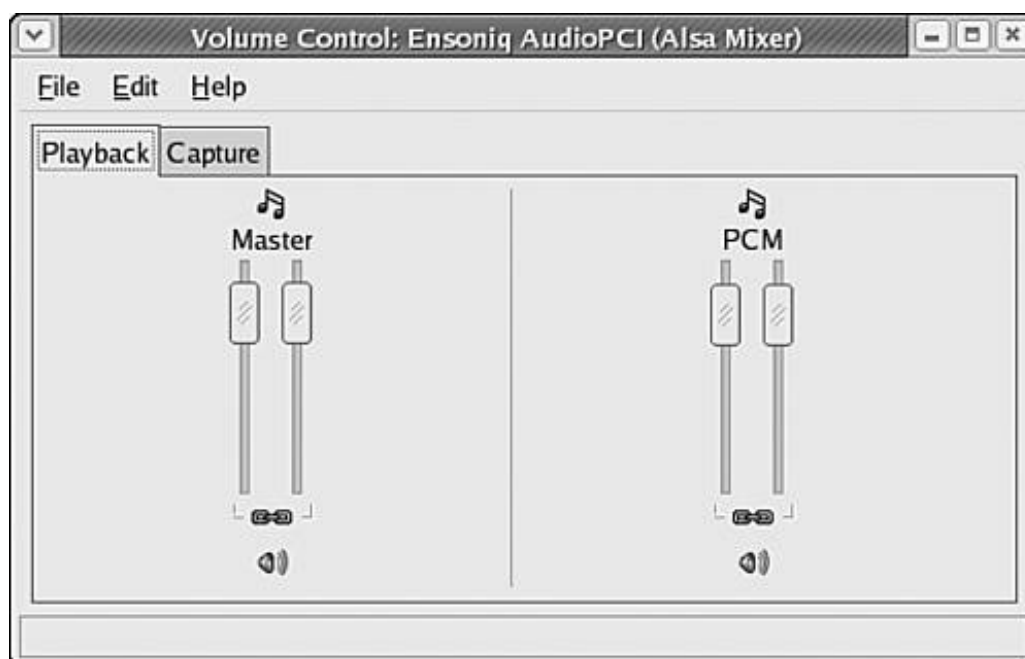 Volume Control: Ensoniq AudioPCI (Alsa Mixer)
File Edit Help
Playback Capture
Master PCM